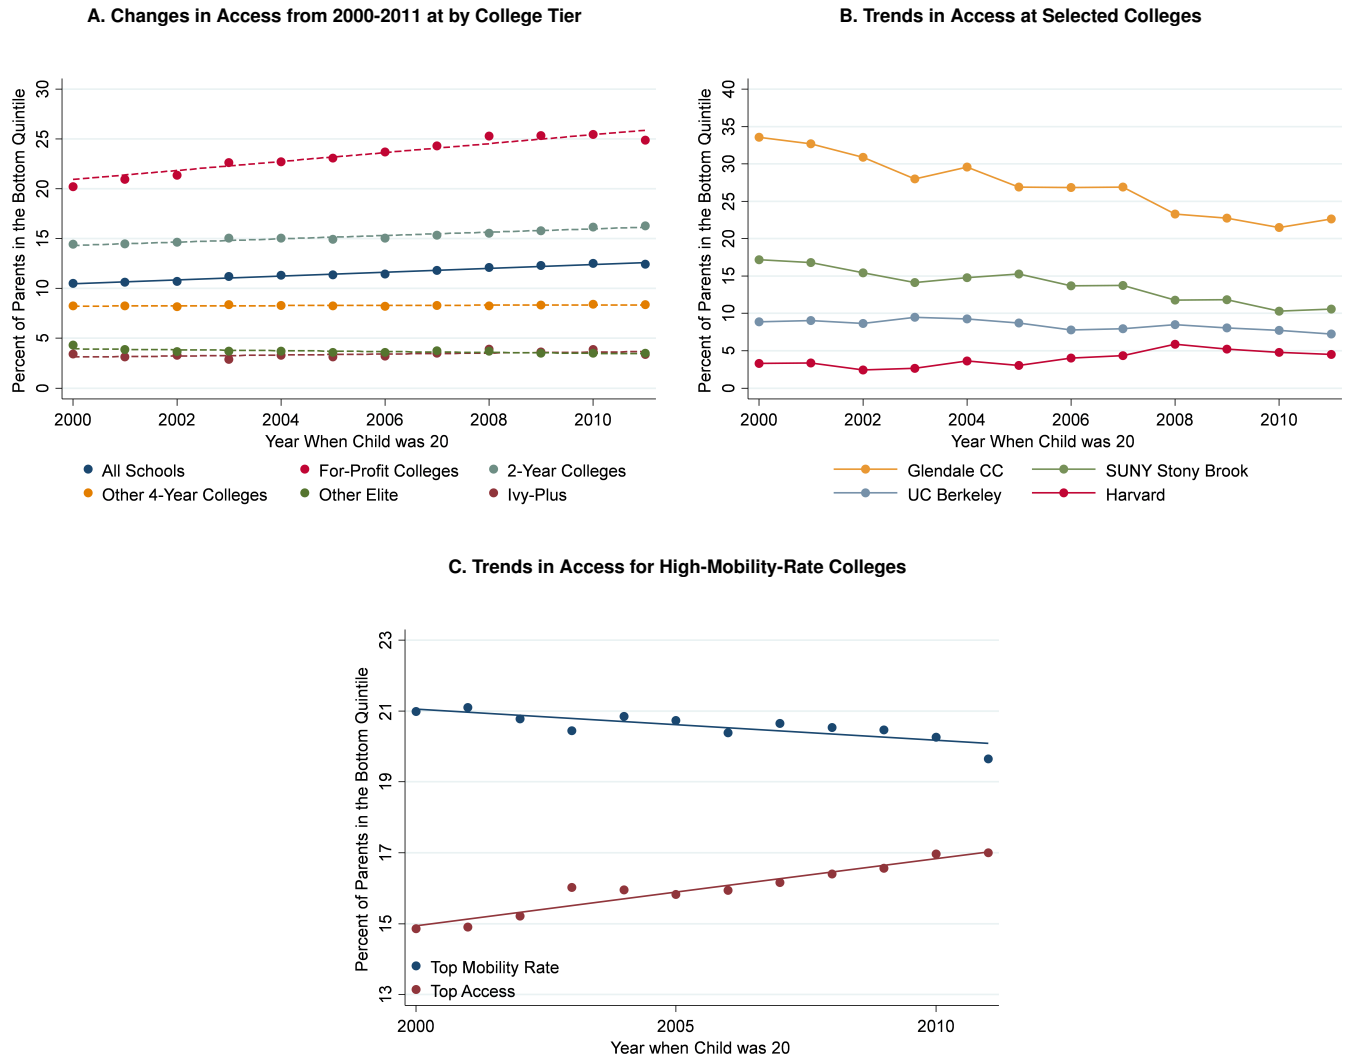 A. Changes in Access from 2000-2011 at by College Tier
Percent of Parents in the Bottom Quintile
30
25
20
15
10
5
0
2000 2002 2004 2006 2008 2010
Year When Child was 20
All Schools For-Profit Colleges 2-Year Colleges
Other 4-Year Colleges Other Elite Ivy-Plus
B. Trends in Access at Selected Colleges
Percent of Parents in the Bottom Quintile
40
35
30
25
20
15
10
5
0
2000 2002 2004 2006 2008 2010
Year When Child was 20
Glendale CC SUNY Stony Brook
UC Berkeley Harvard
C. Trends in Access for High-Mobility-Rate Colleges
Percent of Parents in the Bottom Quintile
23
21
19
17
15
13
Top Mobility Rate
Top Access
2000 2005 2010
Year when Child was 20